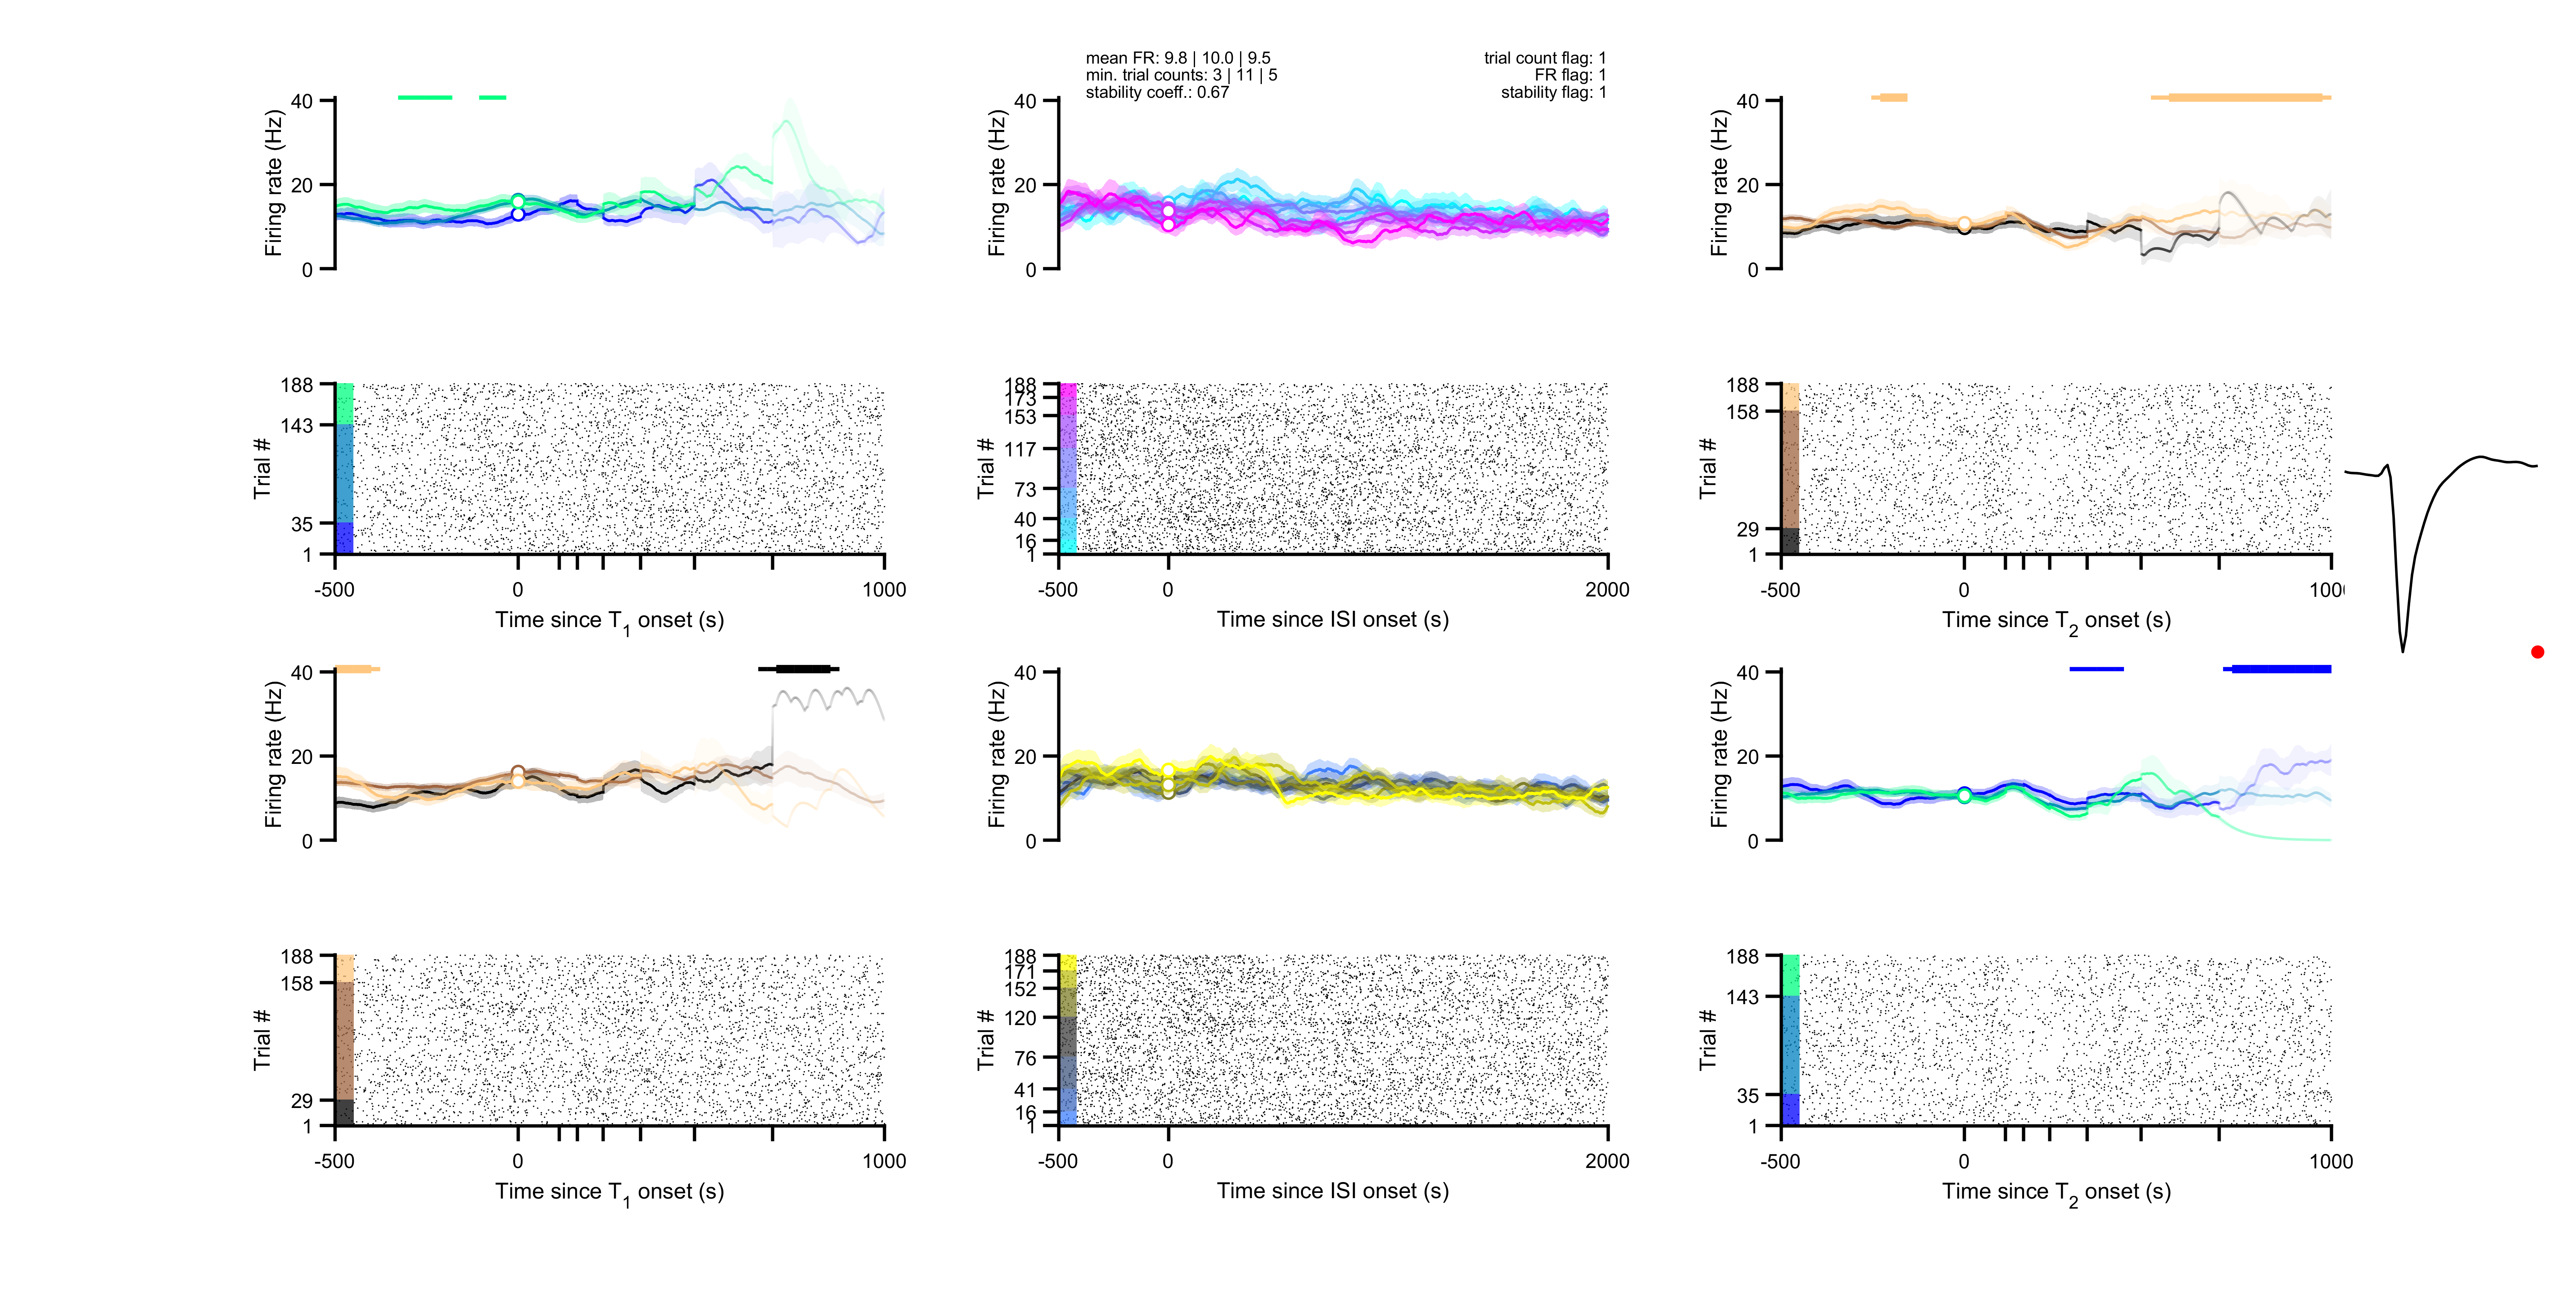 mean FR: 9.8 | 10.0 | 9.5
min. trial counts: 3 | 11 | 5
stability coeff.: 0.67
trial count flag: 1
FR flag: 1
stability flag: 1
Firing rate (Hz)
40
20
0
Firing rate (Hz)
40
20
0
Firing rate (Hz)
40
20
0
Trial #
188
143
35
1
-500
0
1000
Time since T1 onset (s)
Trial #
188
173
153
117
73
40
16
1
-500
0
2000
Time since ISI onset (s)
Trial #
188
158
29
1
-500
0
1000
Time since T2 onset (s)
Firing rate (Hz)
40
20
0
Firing rate (Hz)
40
20
0
Firing rate (Hz)
40
20
0
Trial #
188
158
29
1
-500
0
1000
Time since T1 onset (s)
Trial #
188
171
152
120
76
41
16
1
-500
0
2000
Time since ISI onset (s)
Trial #
188
143
35
1
-500
0
1000
Time since T2 onset (s)